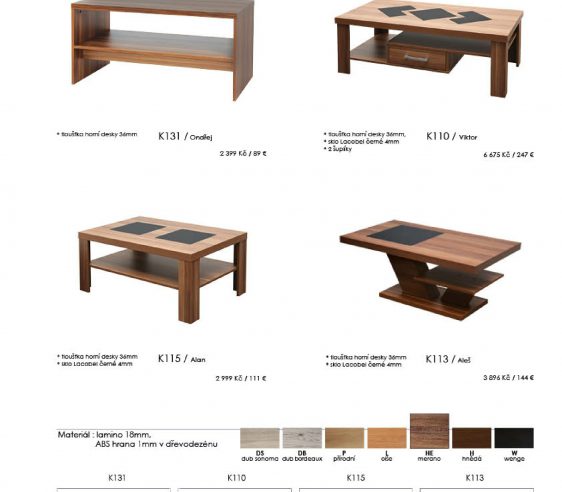 * tloušťka horní desky 36mm
K131 / Ondřej
2 399 Kč / 89 €
* tloušťka horní desky 36mm,
* sklo Lacobel černé 4mm
* 2 šuplíky
K110 / Viktor
6 675 Kč / 247 €
* tloušťka horní desky 36mm
* sklo Lacobel černé 4mm
K115 / Alan
2 999 Kč / 111 €
* tloušťka horní desky 36mm
* sklo Lacobel černé 4mm
K113 / Aleš
3 896 Kč / 144 €
Materiál : lamino 18mm,
ABS hrana 1mm v dřevodezénu
DS DB P L HE H W
dub sonoma dub bordeaux přírodní olše merano hnědá wenge
K131 K110 K115 K113